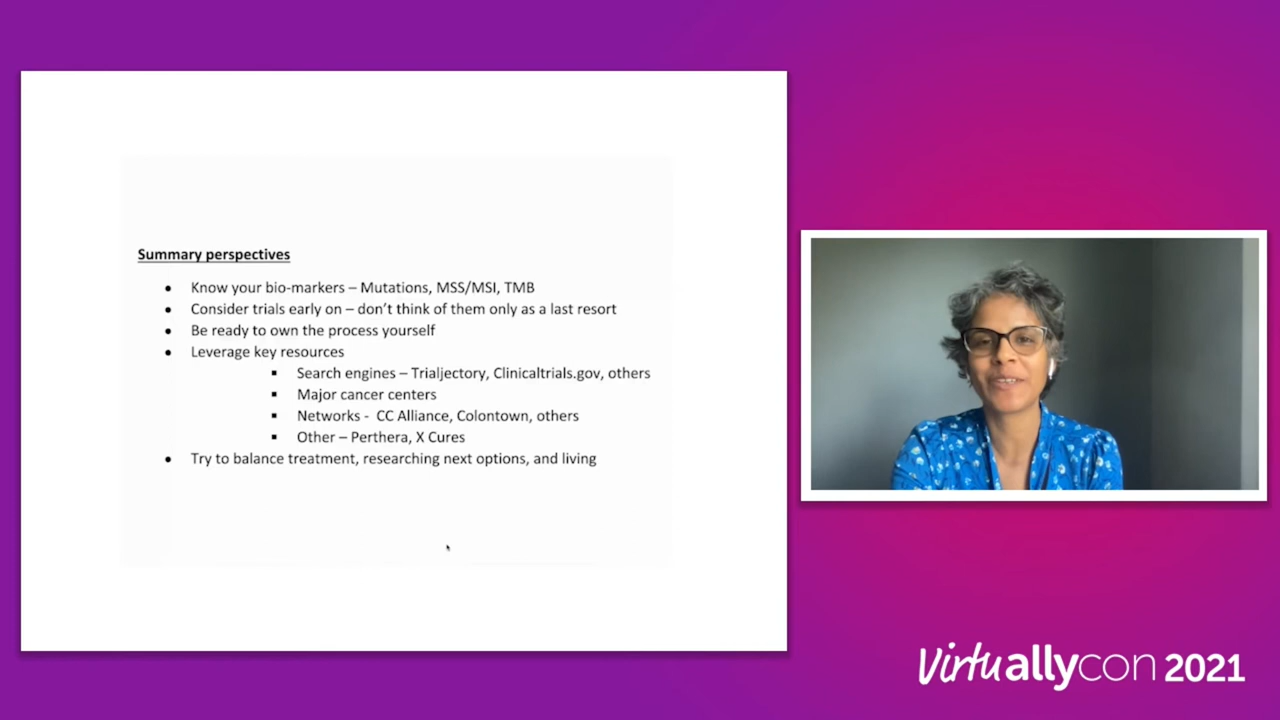 Summary perspectives
• Know your bio-markers – Mutations, MSS/MSI, TMB
• Consider trials early on – don’t think of them only as a last resort
• Be ready to own the process yourself
• Leverage key resources
▪ Search engines – Trialjectory, Clinicaltrials.gov, others
▪ Major cancer centers
▪ Networks - CC Alliance, Colontown, others
▪ Other – Perthera, X Cures
• Try to balance treatment, researching next options, and living
Virtuallycon 2021